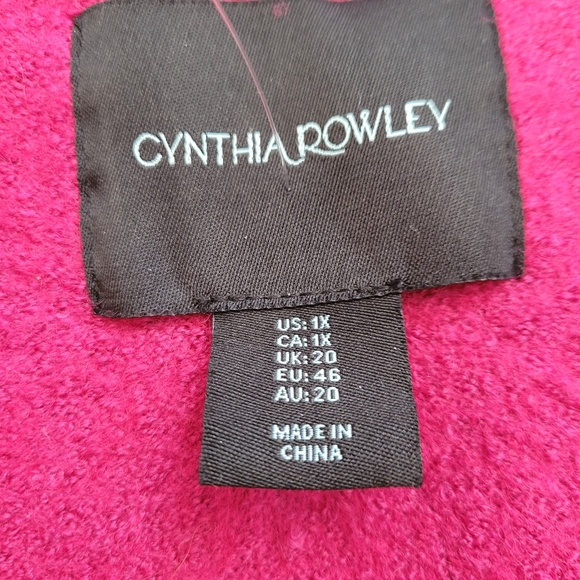 CYNTHIA ROWLEY
US: 1X
CA: 1X
UK: 20
EU: 46
AU: 20
MADE IN
CHINA